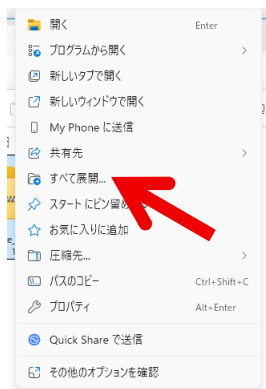 開く Enter
プログラムから開く
新しいタブで開く
新しいウィンドウで開く
My Phone に送信
共有先
すべて展開...
スタート にピン留め
お気に入りに追加
圧縮先...
パスのコピー Ctrl+Shift+C
プロパティ Alt+Enter
Quick Share で送信
その他のオプションを確認